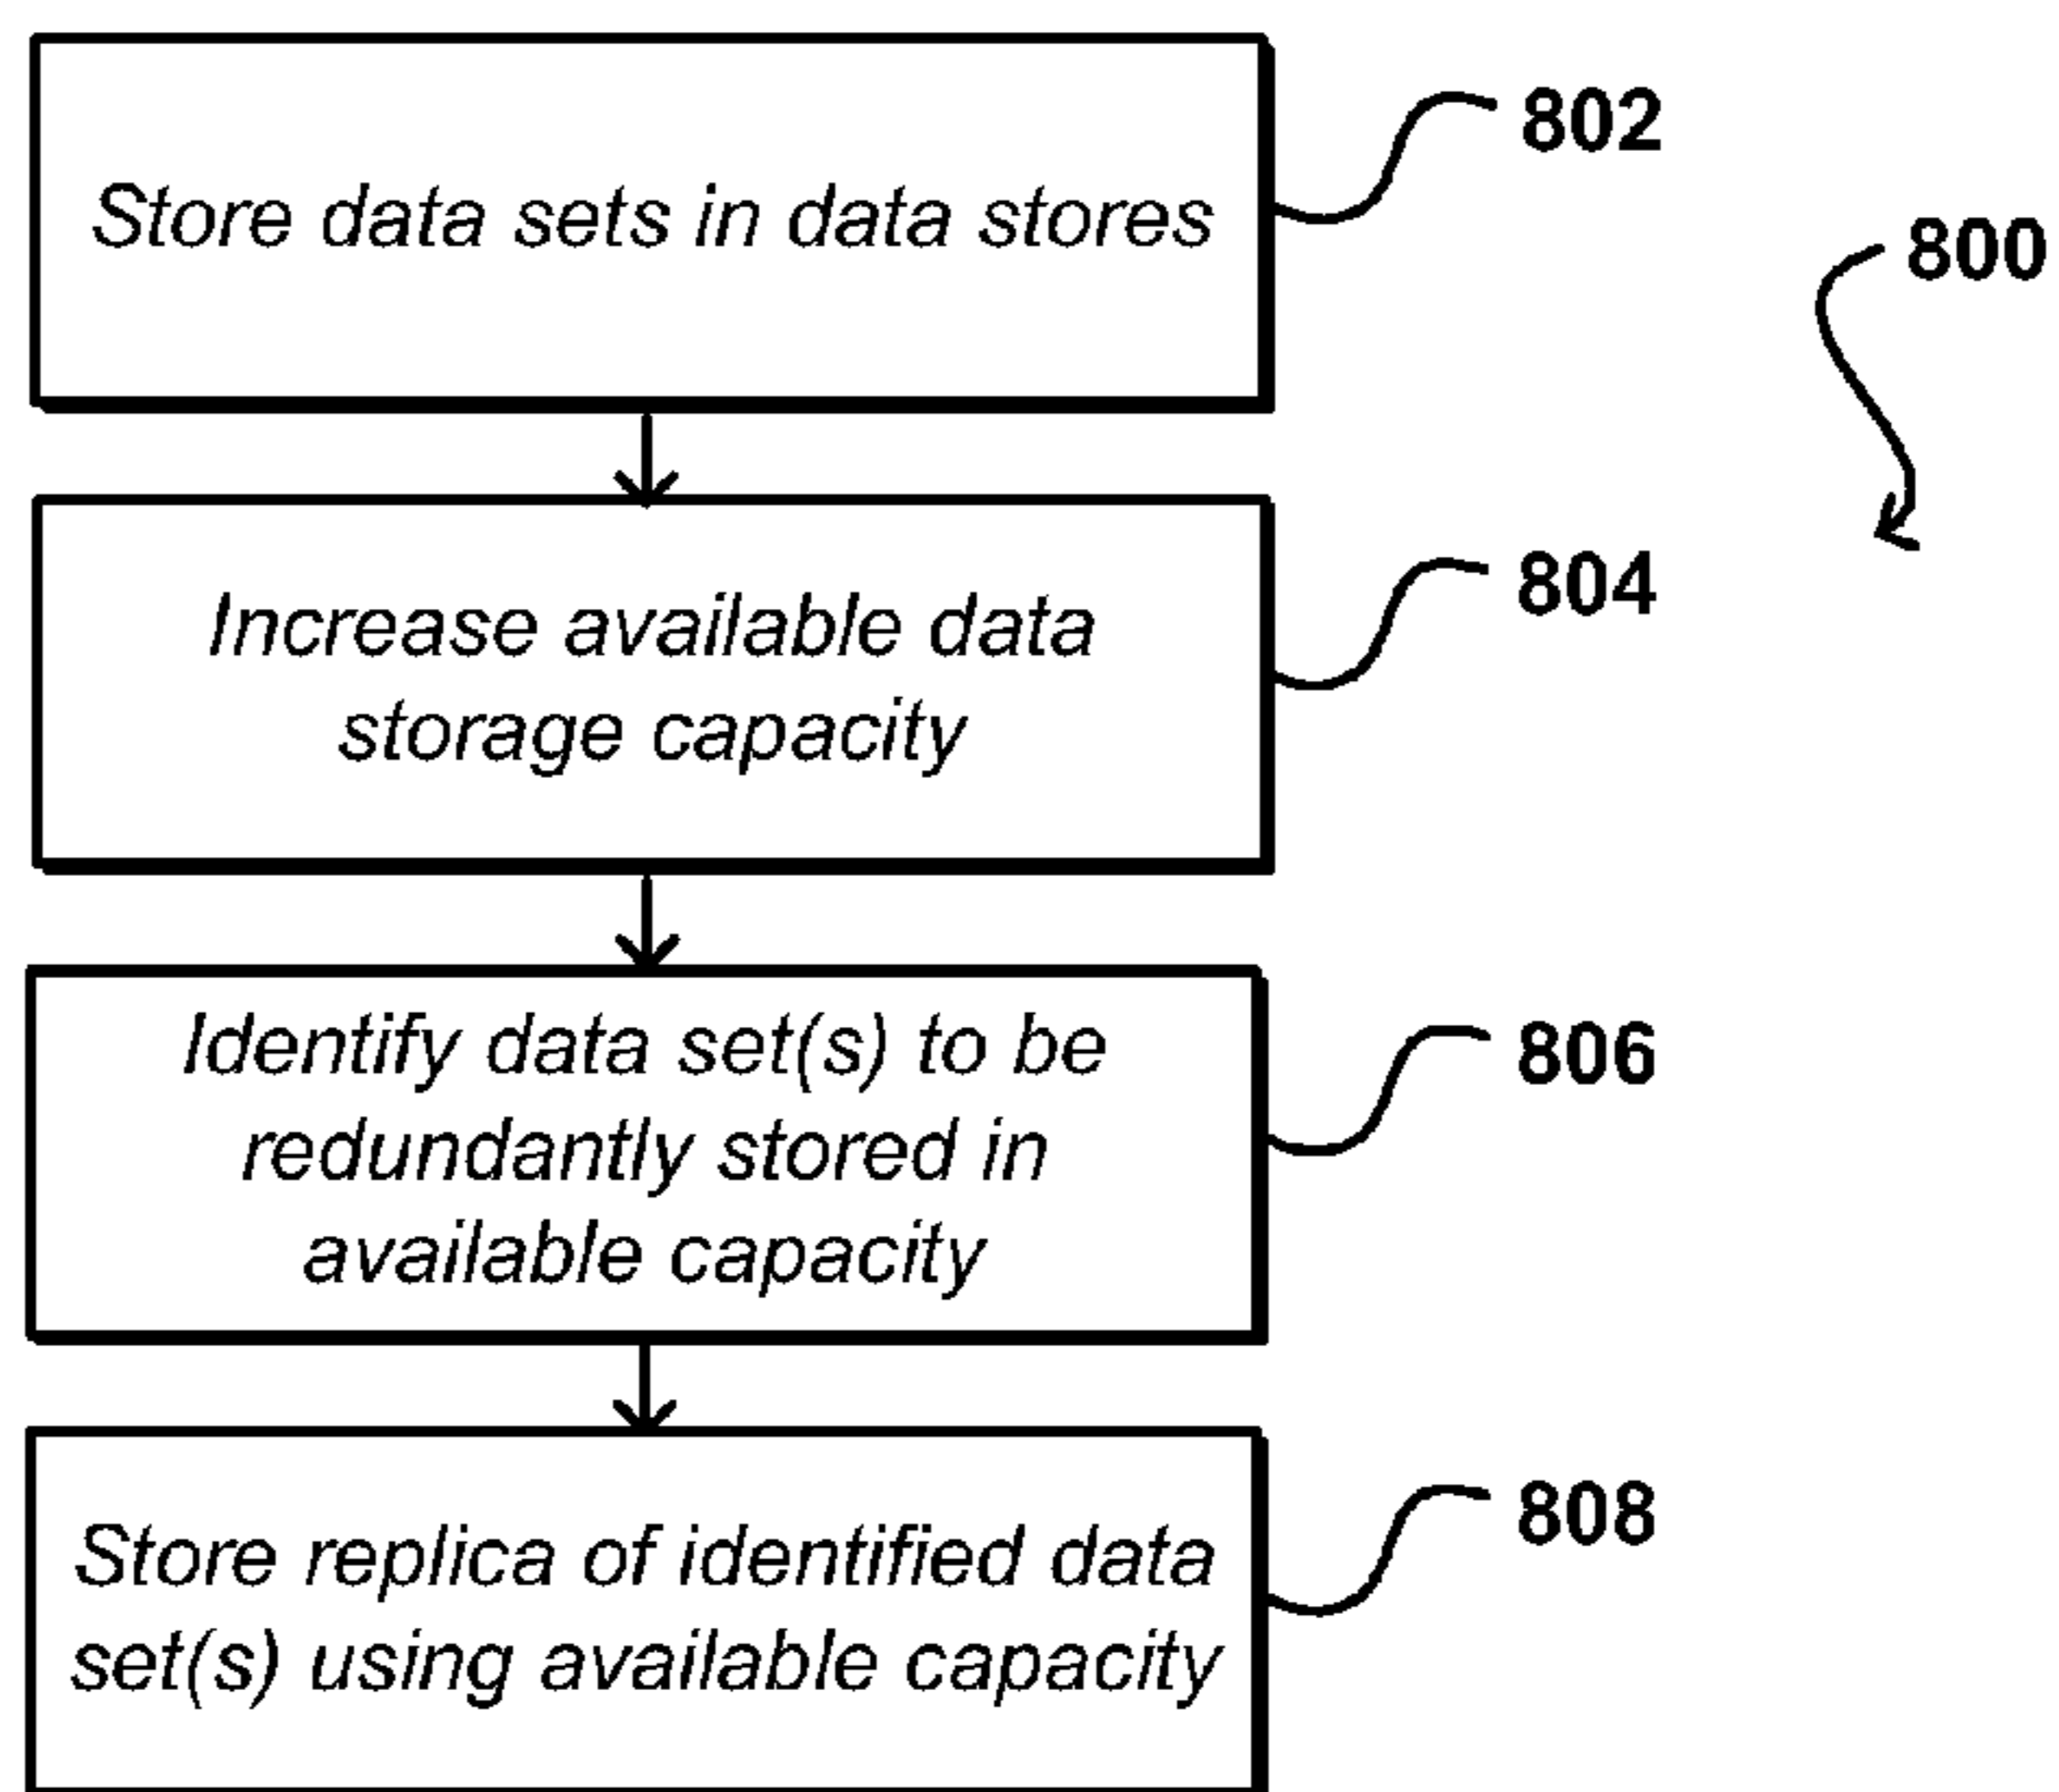 Store data sets in data stores
802
800
Increase available data
storage capacity
804
Identify data set(s) to be
redundantly stored in
available capacity
806
Store replica of identified data
set(s) using available capacity
808